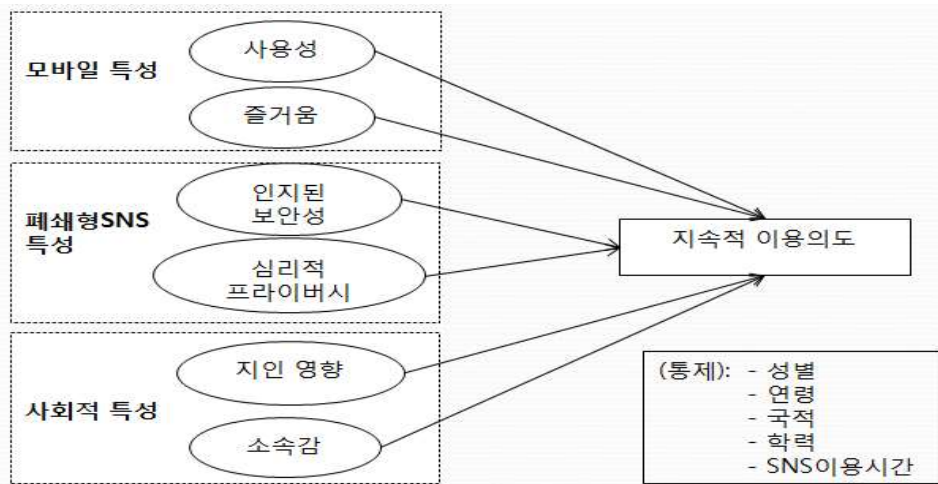 모바일 특성
사용성
즐거움
폐쇄형SNS
특성
인지된
보안성
심리적
프라이버시
사회적 특성
지인 영향
소속감
지속적 이용의도
(통제): - 성별
- 연령
- 국적
- 학력
- SNS이용시간